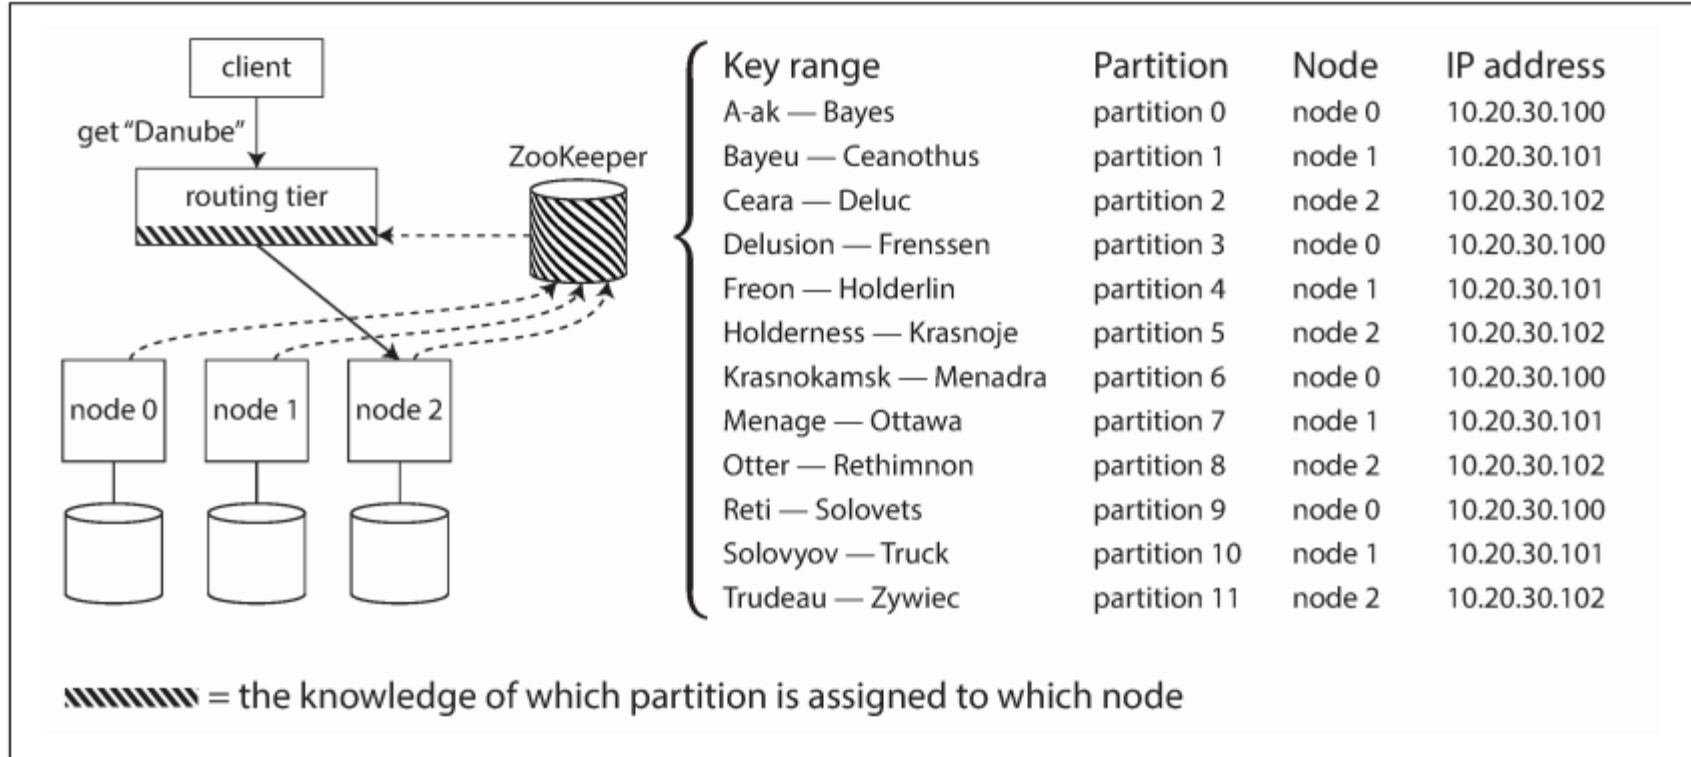 client
get “Danube”
routing tier
ZooKeeper
node 0 node 1 node 2
Key range Partition Node IP address
A-ak — Bayes partition 0 node 0 10.20.30.100
Bayeu — Ceanothus partition 1 node 1 10.20.30.101
Ceara — Deluc partition 2 node 2 10.20.30.102
Delusion — Frenssen partition 3 node 0 10.20.30.100
Freon — Holderlin partition 4 node 1 10.20.30.101
Holderness — Krasnoje partition 5 node 2 10.20.30.102
Krasnokamsk — Menadra partition 6 node 0 10.20.30.100
Menage — Ottawa partition 7 node 1 10.20.30.101
Otter — Rethimnon partition 8 node 2 10.20.30.102
Reti — Solovets partition 9 node 0 10.20.30.100
Solovyov — Truck partition 10 node 1 10.20.30.101
Trudeau — Zywiec partition 11 node 2 10.20.30.102
= the knowledge of which partition is assigned to which node